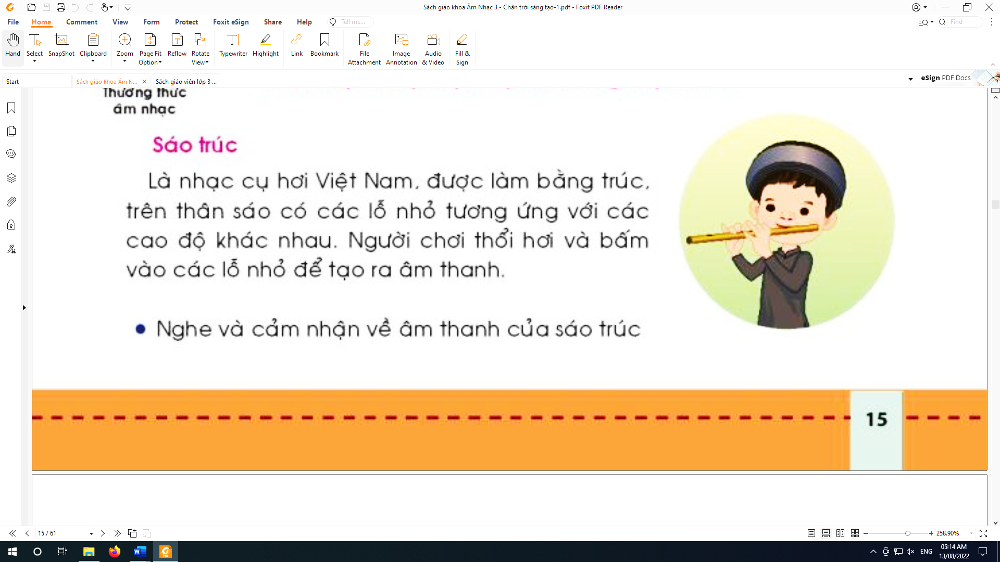 Sách giáo khoa Âm Nhạc 3 - Chân trời sáng tạo-1.pdf - Foxit PDF Reader
File Home Comment View Form Protect Foxit eSign Share Help Tell me... Find
Hand Select SnapShot Clipboard Zoom Page Fit Option Reflow Rotate View Typewriter Highlight Link Bookmark File Attachment Image Annotation Audio & Video Fill & Sign
Start Sách giáo khoa Âm N... Sách giáo viên lớp 3 ... eSign PDF Docs
Thưởng thức
âm nhạc
Sáo trúc
Là nhạc cụ hơi Việt Nam, được làm bằng trúc,
trên thân sáo có các lỗ nhỏ tương ứng với các
cao độ khác nhau. Người chơi thổi hơi và bấm
vào các lỗ nhỏ để tạo ra âm thanh.
• Nghe và cảm nhận về âm thanh của sáo trúc
15
15 / 61 258.90%
ENG 05:14 AM
13/08/2022